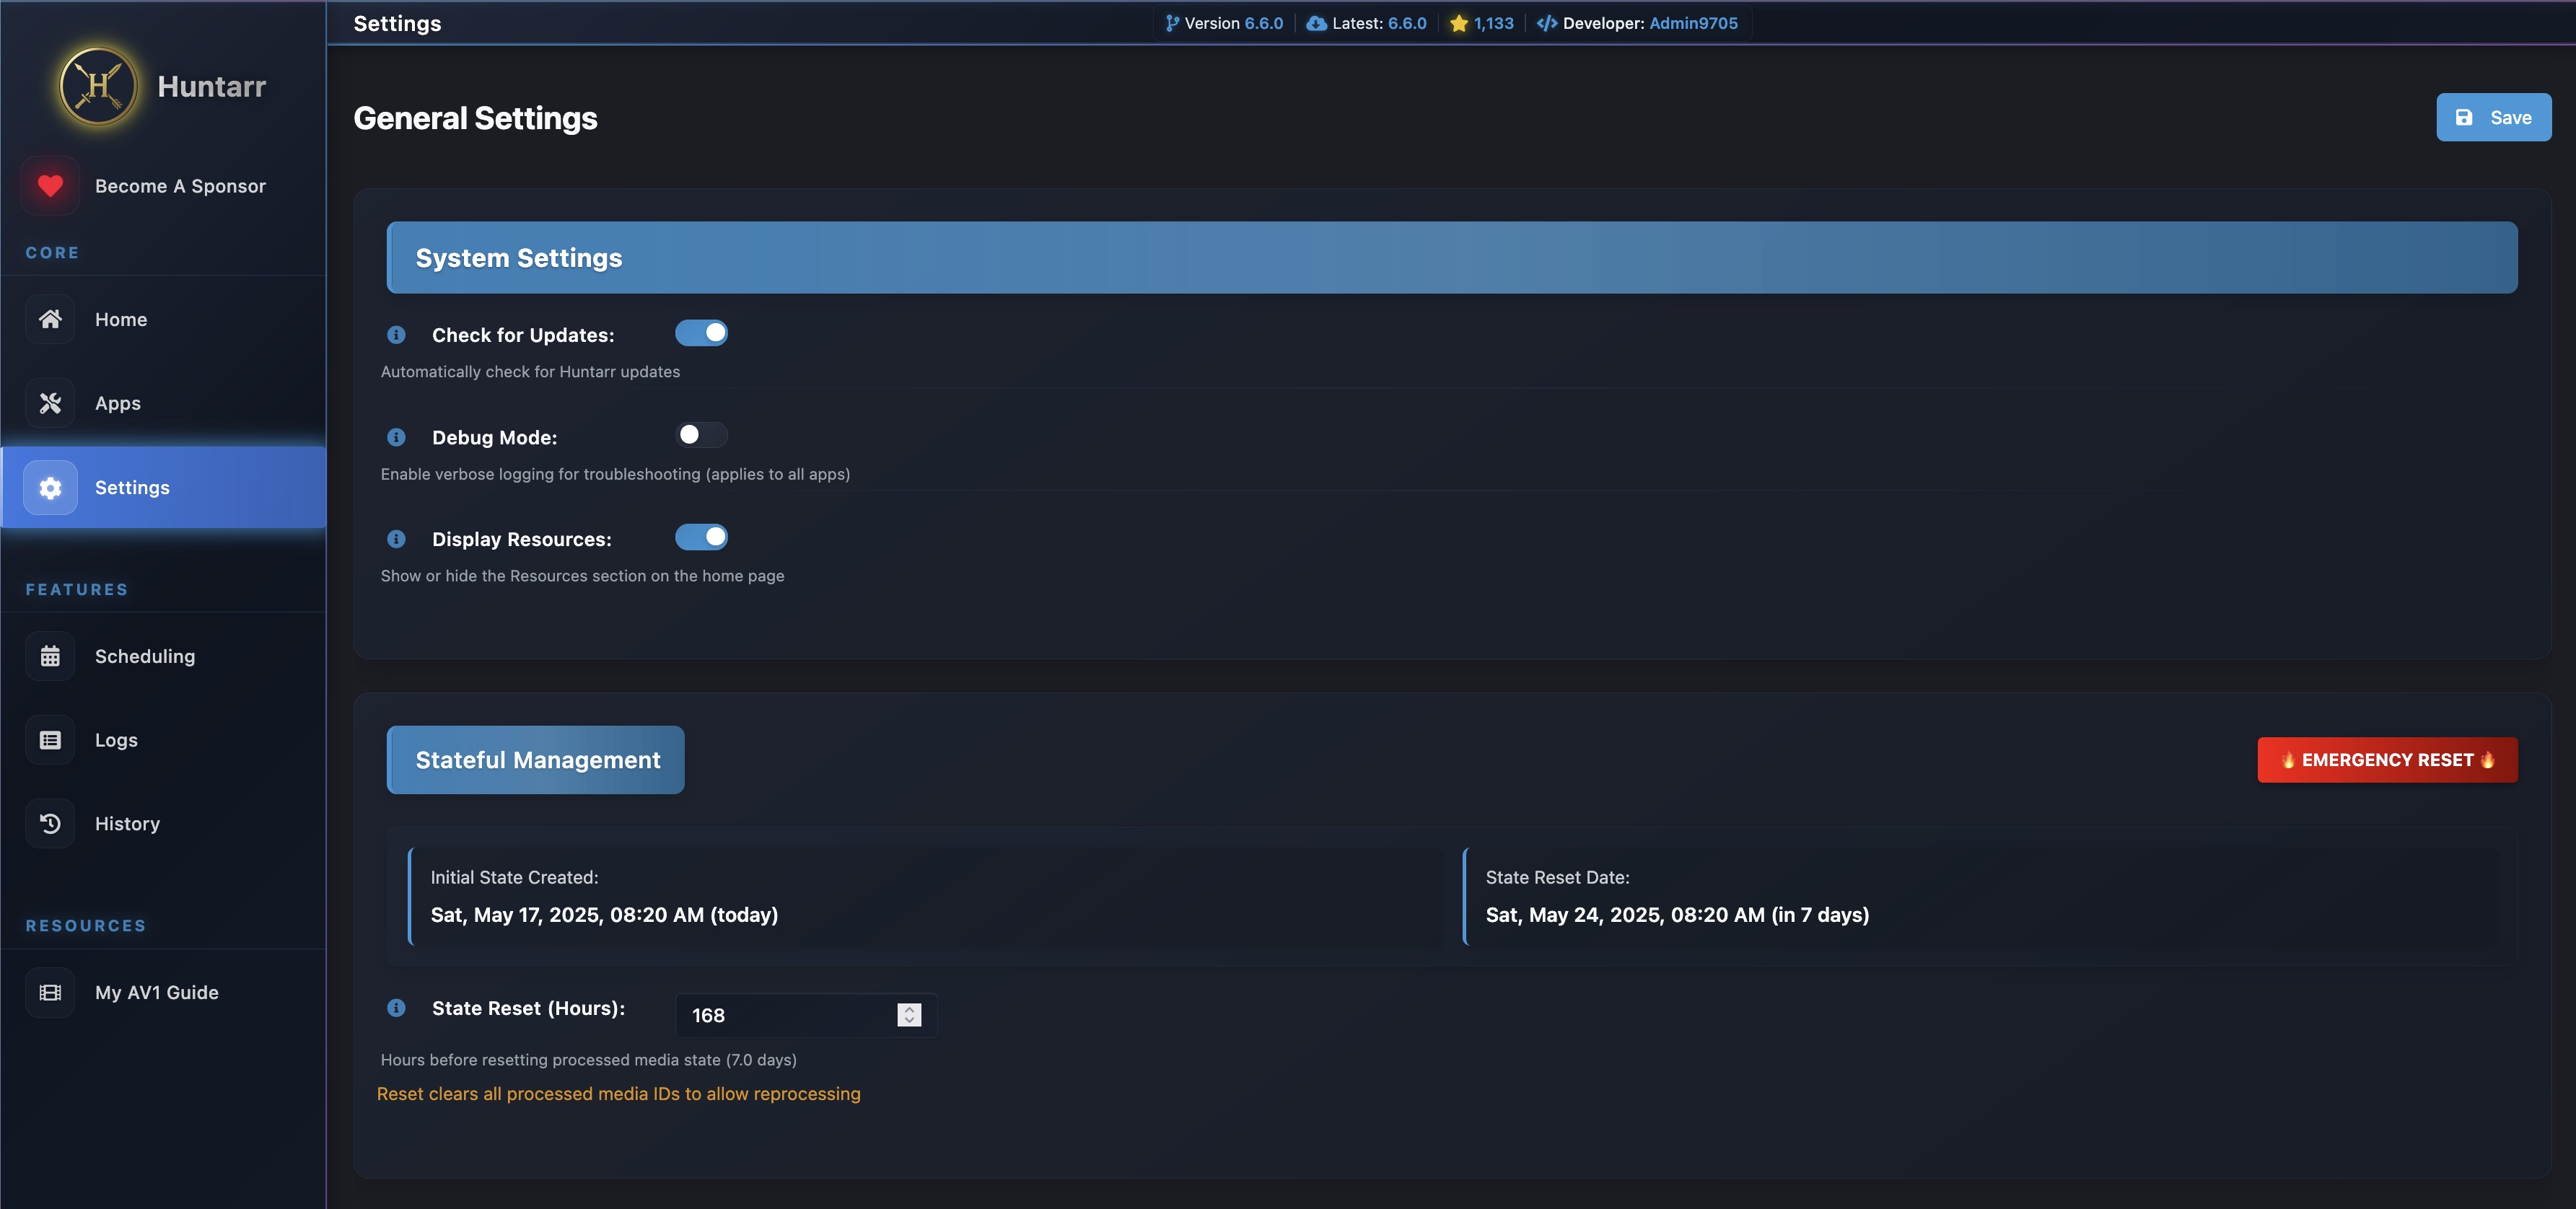 Huntarr
Become A Sponsor
CORE
Home
Apps
Settings
FEATURES
Scheduling
Logs
History
RESOURCES
My AV1 Guide
Settings
Version 6.6.0
Latest: 6.6.0
1,133
Developer: Admin9705
General Settings
Save
System Settings
Check for Updates:
Automatically check for Huntarr updates
Debug Mode:
Enable verbose logging for troubleshooting (applies to all apps)
Display Resources:
Show or hide the Resources section on the home page
Stateful Management
🔥 EMERGENCY RESET 🔥
Initial State Created:
Sat, May 17, 2025, 08:20 AM (today)
State Reset Date:
Sat, May 24, 2025, 08:20 AM (in 7 days)
State Reset (Hours):
168
Hours before resetting processed media state (7.0 days)
Reset clears all processed media IDs to allow reprocessing